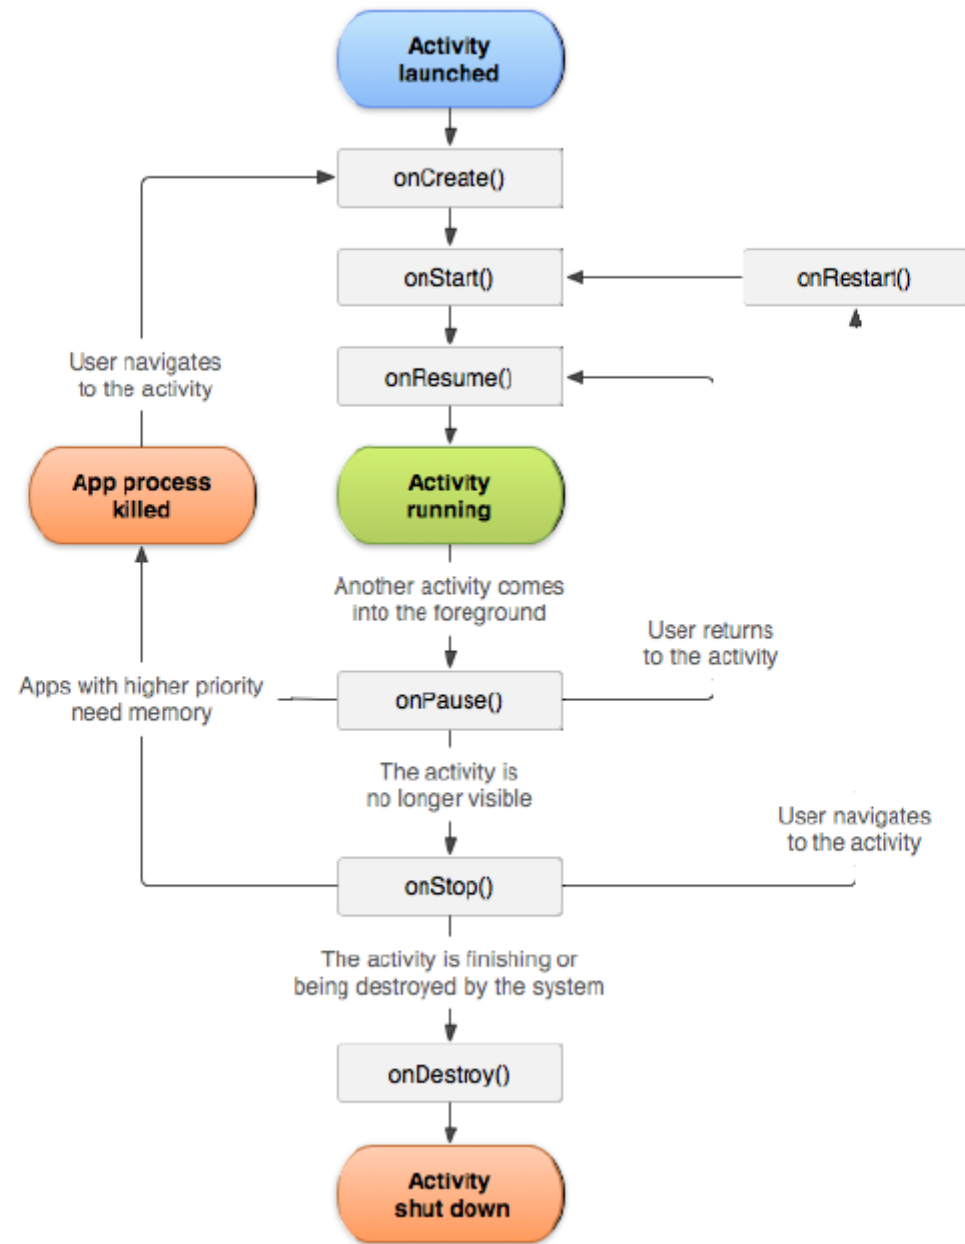 Activity
launched
onCreate()
onStart()
onRestart()
User navigates
to the activity
onResume()
App process
killed
Activity
running
Another activity comes
into the foreground
User returns
to the activity
Apps with higher priority
need memory
onPause()
The activity is
no longer visible
User navigates
to the activity
onStop()
The activity is finishing or
being destroyed by the system
onDestroy()
Activity
shut down